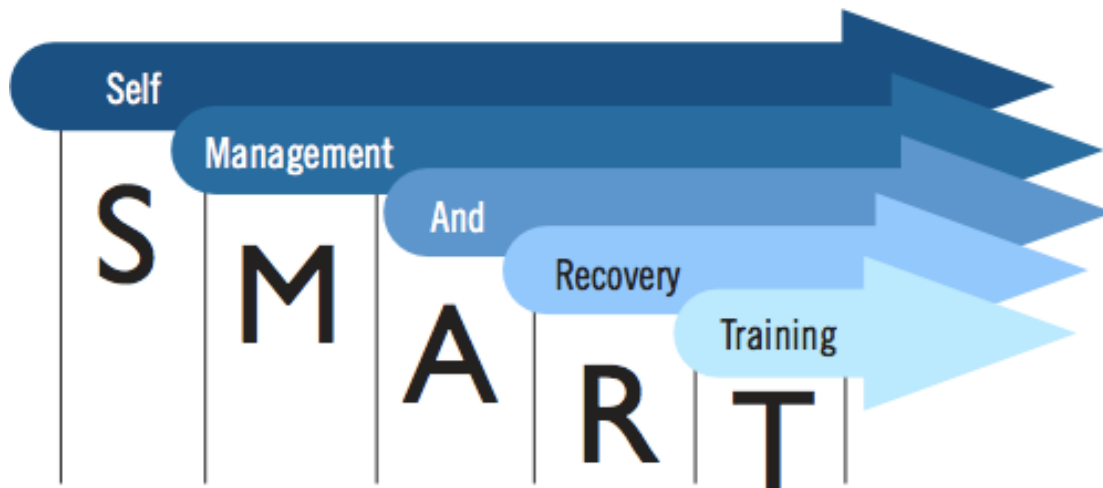 Self
Management
And
Recovery
Training
S
M
A
R
T